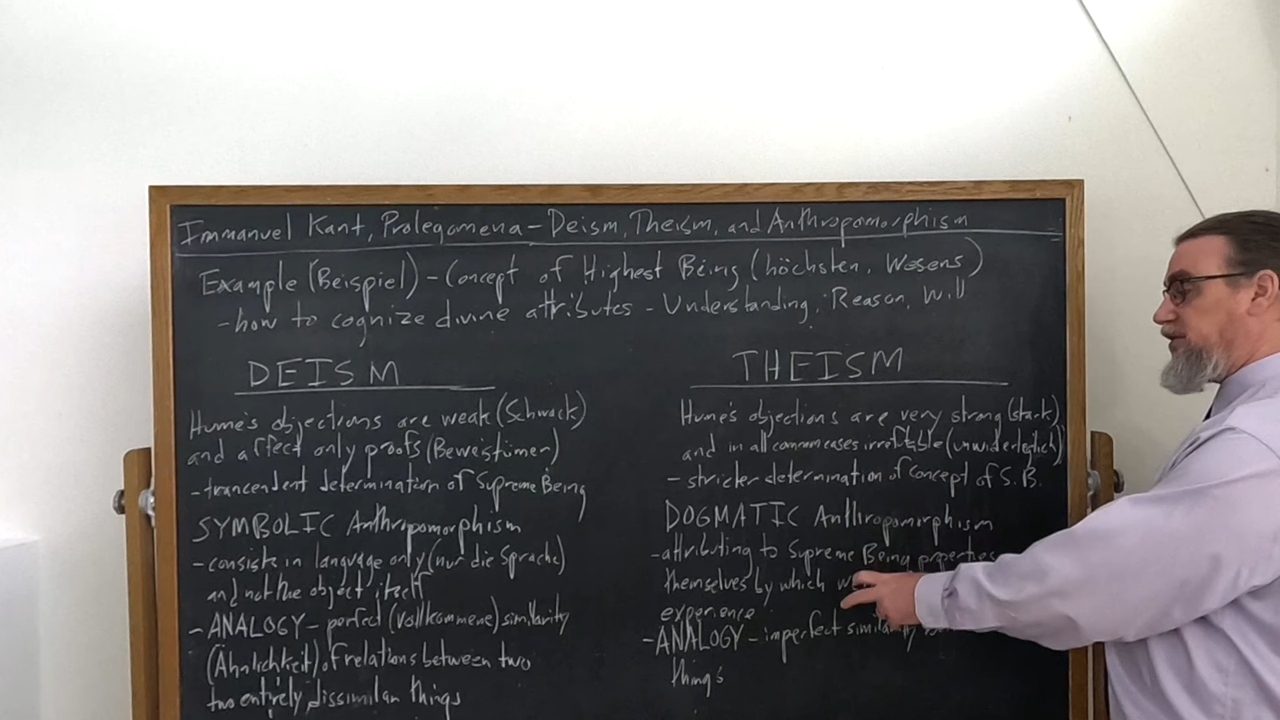 Immanuel Kant, Prolegomena - Deism, Theism, and Anthropomorphism
Example (Beispiel) - Concept of Highest Being (höchsten, Wesens)
- how to cognize divine attributes - Understanding, Reason, Will
DEISM
Hume's objections are weak (Schwack)
and affect only proofs (Beweistümen)
- trancendent determination of Supreme Being
SYMBOLIC Anthropomorphism
- consists in language only (nur die Sprache)
and not the object itself
- ANALOGY - perfect (vollkommene) similarity
(Ähnlichkeit) of relations between two
two entirely dissimilar things
THEISM
Hume's objections are very strong (stark)
and in all common cases (unwiderleglich)
- stricter determination of Concept of S.B.
DOGMATIC Anthropomorphism
- attributing to Supreme Being properties
themselves by which
experience
- ANALOGY - imperfect similarity
things